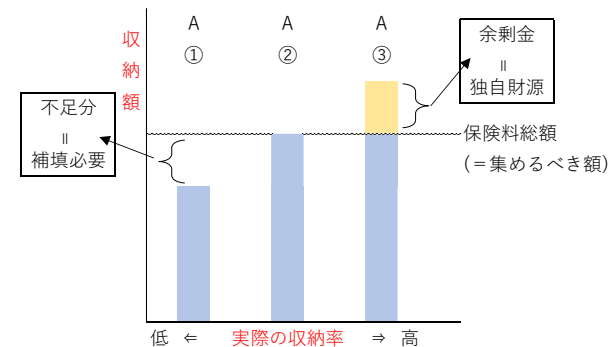 収
納
額
A
①
A
②
A
③
余剰金
=
独自財源
不足分
=
補填必要
保険料総額
(=集めるべき額)
低 ⇐ 実際の収納率 ⇒ 高